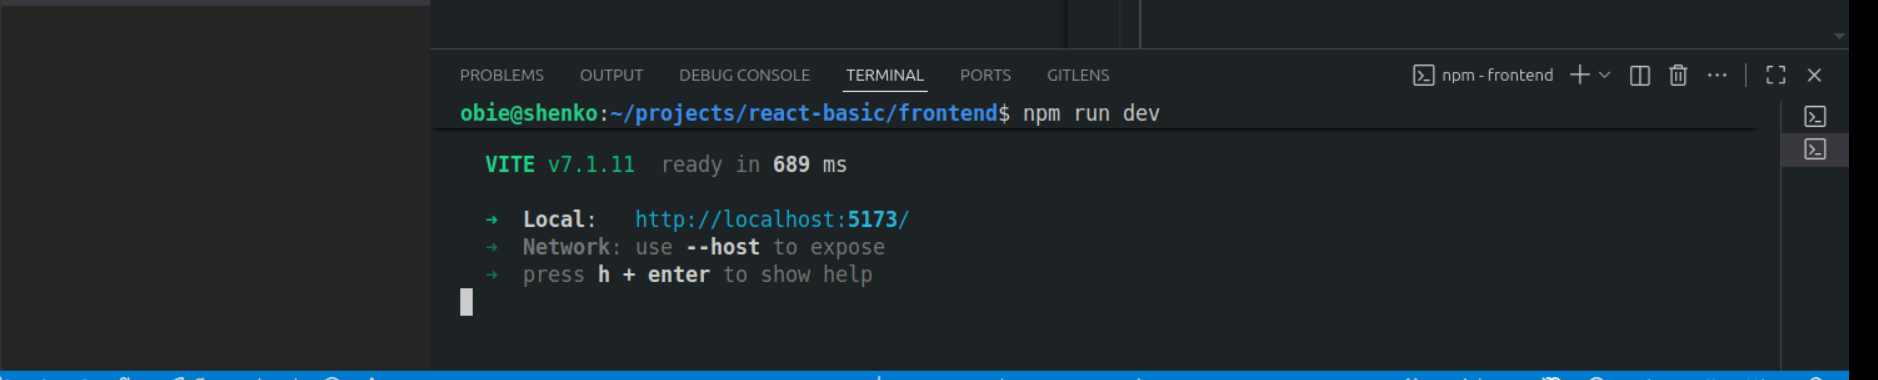 PROBLEMS OUTPUT DEBUG CONSOLE TERMINAL PORTS GITLENS npm - frontend
obie@shenko:~/projects/react-basic/frontend$ npm run dev
VITE v7.1.11 ready in 689 ms
➜ Local: http://localhost:5173/
➜ Network: use --host to expose
➜ press h + enter to show help